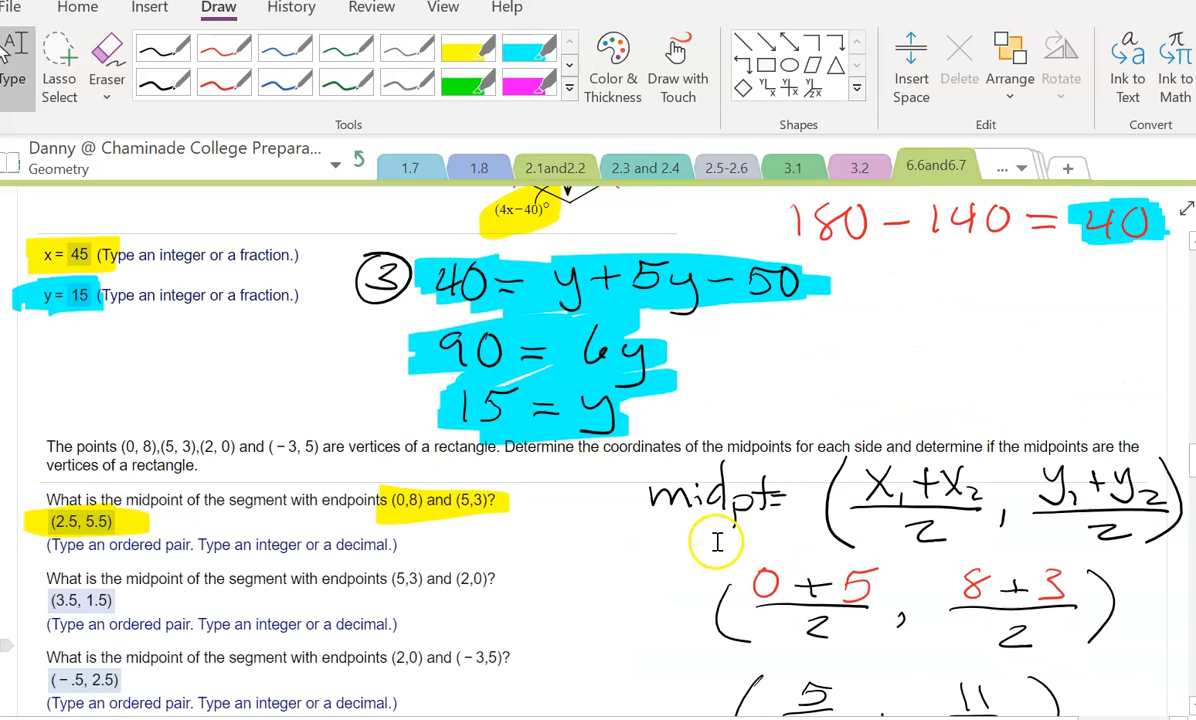 File Home Insert Draw History Review View Help
Type
Lasso Select
Eraser
Color & Thickness
Draw with Touch
Insert Space
Delete
Arrange
Rotate
Ink to Text
Ink to Math
Tools Shapes Edit Convert
Danny @ Chaminade College Prepara...
Geometry
1.7 1.8 2.1and2.2 2.3 and 2.4 2.5-2.6 3.1 3.2 6.6and6.7 ... +
(4x−40)°
180 − 140 = 40
x = 45 (Type an integer or a fraction.)
③ 40 = y + 5y − 50
y = 15 (Type an integer or a fraction.)
90 = 6y
15 = y
The points (0, 8),(5, 3),(2, 0) and (−3, 5) are vertices of a rectangle. Determine the coordinates of the midpoints for each side and determine if the midpoints are the
vertices of a rectangle.
What is the midpoint of the segment with endpoints (0,8) and (5,3)?
(2.5, 5.5)
(Type an ordered pair. Type an integer or a decimal.)
midpt = (x₁+x₂/2, y₁+y₂/2)
What is the midpoint of the segment with endpoints (5,3) and (2,0)?
(3.5, 1.5)
(Type an ordered pair. Type an integer or a decimal.)
(0+5/2, 8+3/2)
What is the midpoint of the segment with endpoints (2,0) and (−3,5)?
(−.5, 2.5)
(Type an ordered pair. Type an integer or a decimal.)
(5, 11)